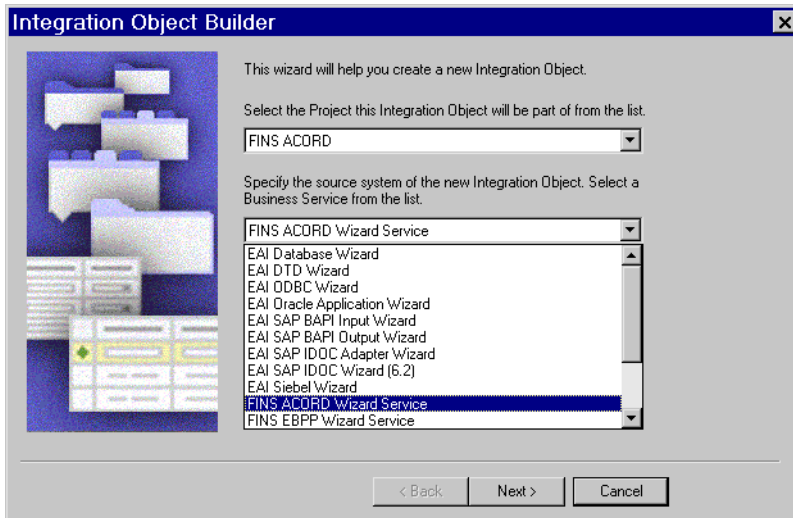 Integration Object Builder
This wizard will help you create a new Integration Object.
Select the Project this Integration Object will be part of from the list.
FINS ACORD
Specify the source system of the new Integration Object. Select a
Business Service from the list.
FINS ACORD Wizard Service
EAI Database Wizard
EAI DTD Wizard
EAI ODBC Wizard
EAI Oracle Application Wizard
EAI SAP BAPI Input Wizard
EAI SAP BAPI Output Wizard
EAI SAP IDOC Adapter Wizard
EAI SAP IDOC Wizard (6.2)
EAI Siebel Wizard
FINS ACORD Wizard Service
FINS EBPP Wizard Service
< Back
Next >
Cancel